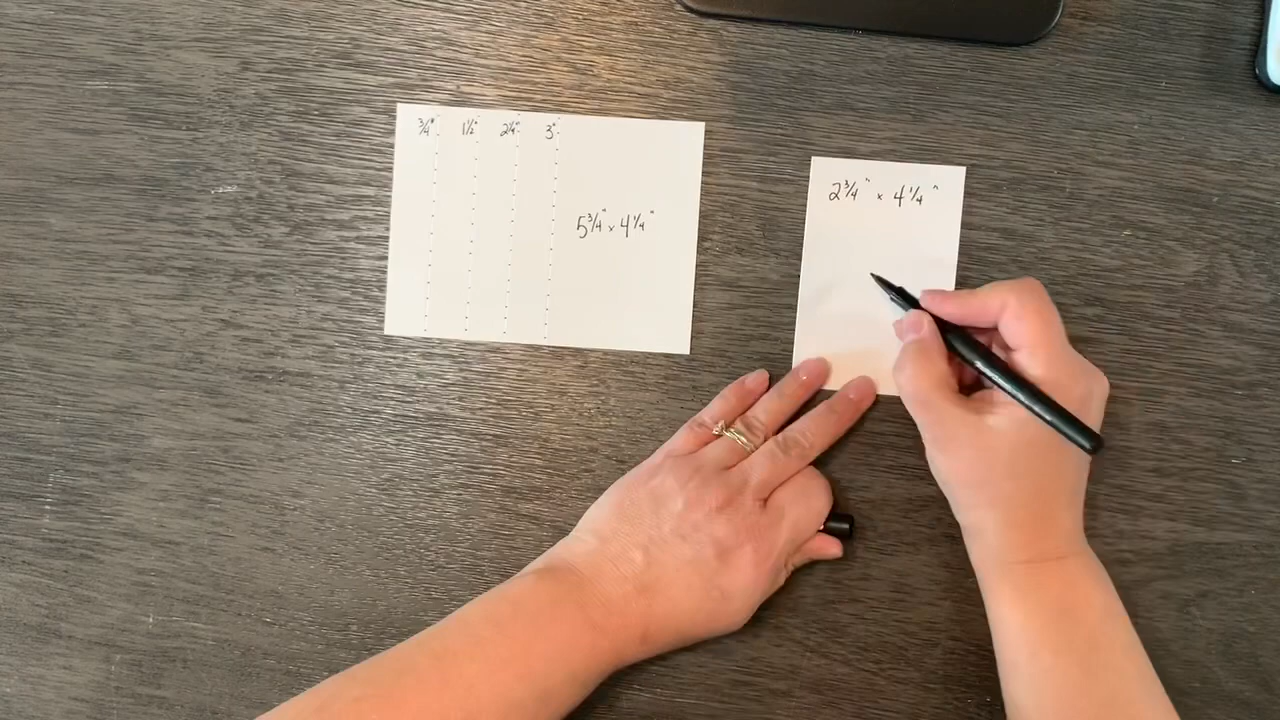 3/4" 1 1/2" 2 1/4" 3"
5 3/4" x 4 1/4"
2 3/4" x 4 1/4"